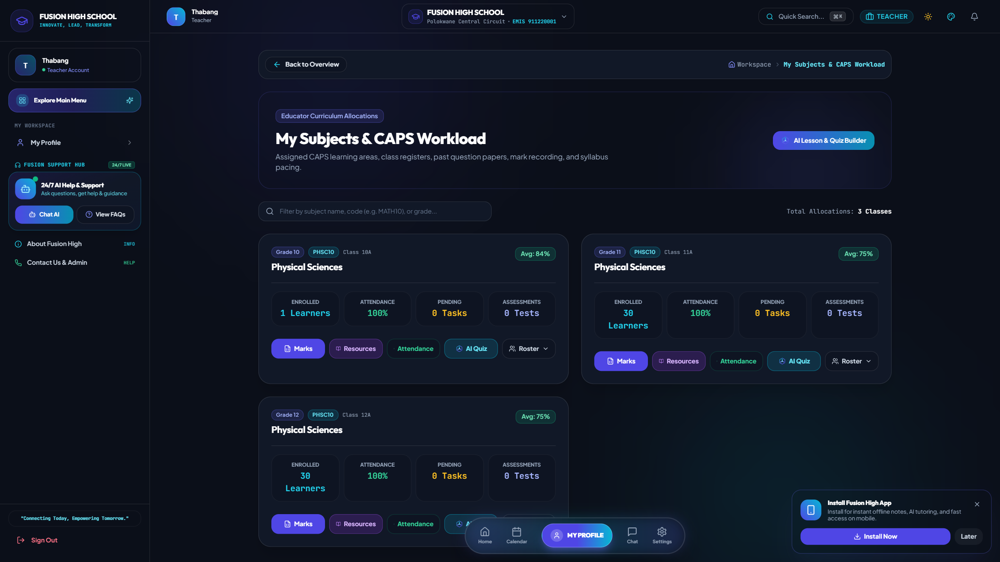 FUSION HIGH SCHOOL
INNOVATE, LEAD, TRANSFORM
T
Thabang
Teacher Account
Explore Main Menu
MY WORKSPACE
My Profile
FUSION SUPPORT HUB
24/7 LIVE
24/7 AI Help & Support
Ask questions, get help & guidance
Chat AI
View FAQs
About Fusion High
INFO
Contact Us & Admin
HELP
"Connecting Today, Empowering Tomorrow."
Sign Out
T
Thabang
Teacher
FUSION HIGH SCHOOL
Polokwane Central Circuit • EMIS 911220001
Quick Search...
⌘K
TEACHER
Back to Overview
Workspace
My Subjects & CAPS Workload
Educator Curriculum Allocations
My Subjects & CAPS Workload
Assigned CAPS learning areas, class registers, past question papers, mark recording, and syllabus
pacing.
AI Lesson & Quiz Builder
Filter by subject name, code (e.g. MATH10), or grade...
Total Allocations: 3 Classes
Grade 10
PHSC10
Class 10A
Avg: 84%
Physical Sciences
ENROLLED
1 Learners
ATTENDANCE
100%
PENDING
0 Tasks
ASSESSMENTS
0 Tests
Marks
Resources
Attendance
AI Quiz
Roster
Grade 11
PHSC10
Class 11A
Avg: 75%
Physical Sciences
ENROLLED
30
Learners
ATTENDANCE
100%
PENDING
0 Tasks
ASSESSMENTS
0 Tests
Marks
Resources
Attendance
AI Quiz
Roster
Grade 12
PHSC10
Class 12A
Avg: 75%
Physical Sciences
ENROLLED
30
Learners
ATTENDANCE
100%
PENDING
0 Tasks
ASSESSMENTS
0 Tests
Marks
Resources
Attendance
Home
Calendar
MY PROFILE
Chat
Settings
Install Fusion High App
Install for instant offline notes, AI tutoring, and fast
access on mobile.
Install Now
Later